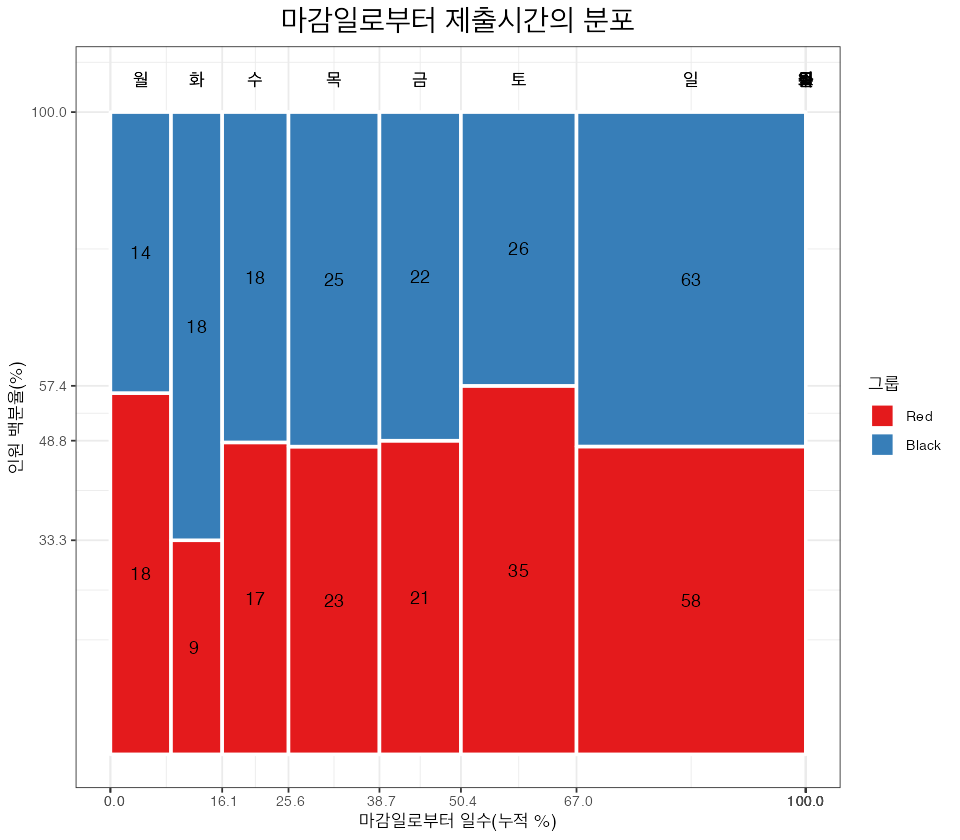 마감일로부터 제출시간의 분포
월 화 수 목 금 토 일
100.0
57.4
48.8
33.3
인원 백분율(%)
14 18 18 25 22 26 63
18 9 17 23 21 35 58
0.0 16.1 25.6 38.7 50.4 67.0 100.0
마감일로부터 일수(누적 %)
그룹
Red
Black